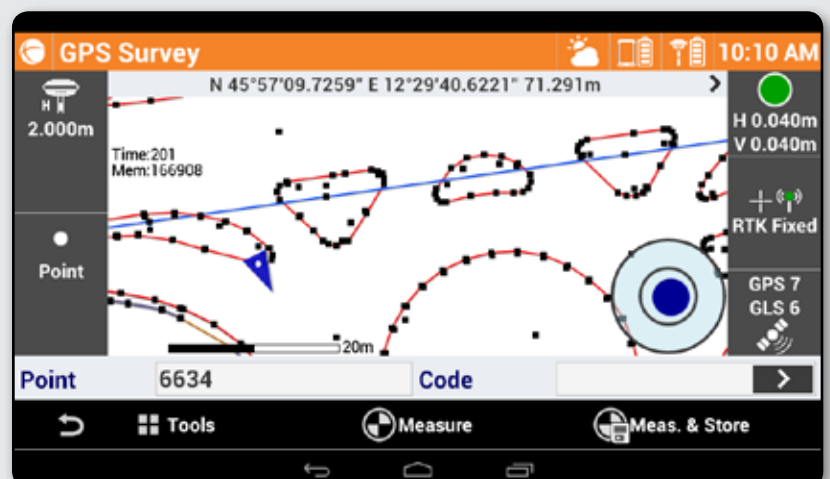 GPS Survey
10:10 AM
N 45°57'09.7259" E 12°29'40.6221" 71.291m
H
2.000m
H 0.040m
V 0.040m
Time:201
Mem:166908
RTK Fixed
Point
GPS 7
GLS 6
20m
Point 6634 Code
Tools Measure Meas. & Store